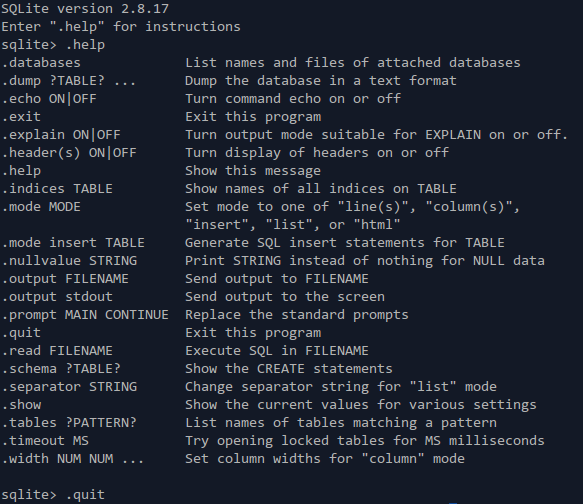 SQLite version 2.8.17
Enter ".help" for instructions
sqlite> .help
.databases             List names and files of attached databases
.dump ?TABLE? ...      Dump the database in a text format
.echo ON|OFF           Turn command echo on or off
.exit                  Exit this program
.explain ON|OFF        Turn output mode suitable for EXPLAIN on or off.
.header(s) ON|OFF      Turn display of headers on or off
.help                  Show this message
.indices TABLE         Show names of all indices on TABLE
.mode MODE             Set mode to one of "line(s)", "column(s)",
                       "insert", "list", or "html"
.mode insert TABLE     Generate SQL insert statements for TABLE
.nullvalue STRING      Print STRING instead of nothing for NULL data
.output FILENAME       Send output to FILENAME
.output stdout         Send output to the screen
.prompt MAIN CONTINUE  Replace the standard prompts
.quit                  Exit this program
.read FILENAME         Execute SQL in FILENAME
.schema ?TABLE?        Show the CREATE statements
.separator STRING      Change separator string for "list" mode
.show                  Show the current values for various settings
.tables ?PATTERN?      List names of tables matching a pattern
.timeout MS            Try opening locked tables for MS milliseconds
.width NUM NUM ...     Set column widths for "column" mode
sqlite> .quit